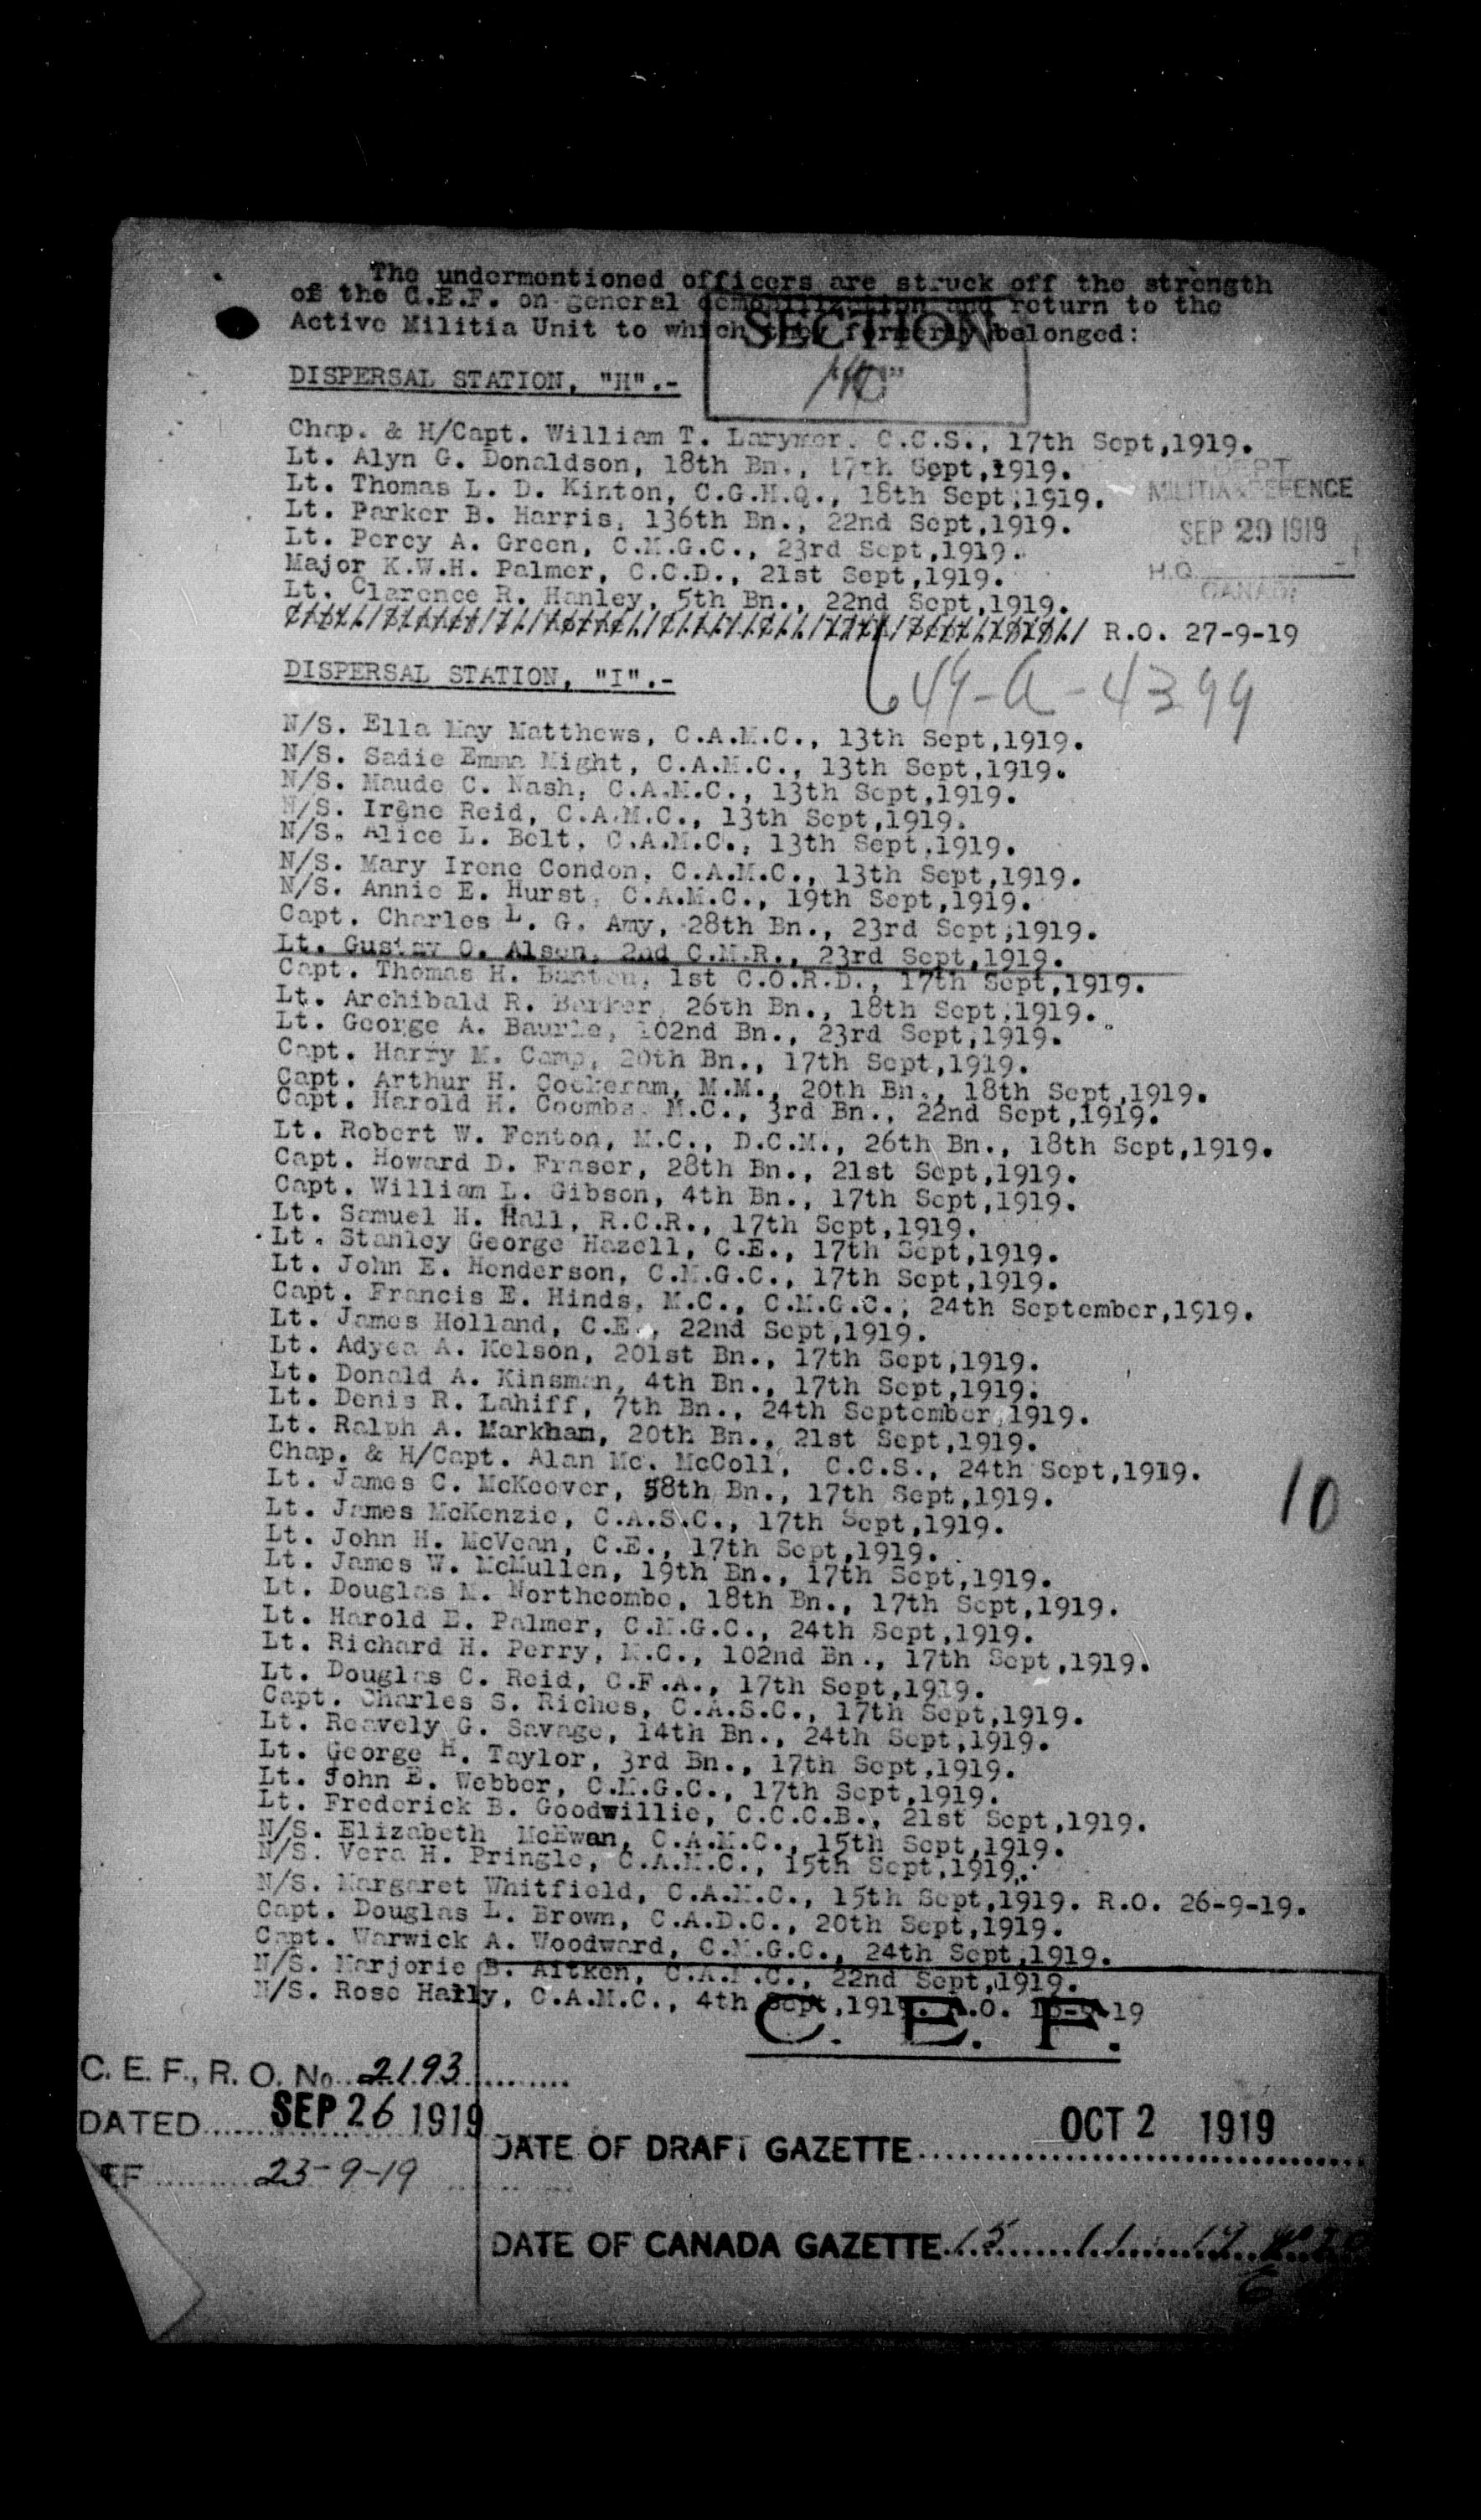 The undermentioned officers are struck off the strength
of the C.E.F. on general demobilization and return to the
Active Militia Unit to which they formerly belonged:
SECTION
DISPERSAL STATION, "H".-
Chap. & H/Capt. William T. Larymer, C.C.S., 17th Sept,1919.
Lt. Alyn G. Donaldson, 18th Bn., 17th Sept,1919.
DEPT
Lt. Thomas L. D. Kinton, C.G.H.Q., 18th Sept,1919.
MILITIA & DEFENCE
Lt. Parker B. Harris, 136th Bn., 22nd Sept,1919.
SEP 29 1919
Lt. Percy A. Green, C.M.G.C., 23rd Sept,1919.
Major K.W.H. Palmer, C.C.D., 21st Sept,1919.
H.Q.
CANADA
Lt. Clarence R. Hanley, 5th Bn., 22nd Sept,1919.
R.O. 27-9-19
649-a-4399
DISPERSAL STATION, "I".-
N/S. Ella May Matthews, C.A.M.C., 13th Sept,1919.
N/S. Sadie Emma Might, C.A.M.C., 13th Sept,1919.
N/S. Maude C. Nash, C.A.M.C., 13th Sept,1919.
N/S. Irene Reid, C.A.M.C., 13th Sept,1919.
N/S. Alice L. Belt, C.A.M.C., 13th Sept,1919.
N/S. Mary Irene Condon, C.A.M.C., 13th Sept,1919.
N/S. Annie E. Hurst, C.A.M.C., 19th Sept,1919.
Capt. Charles L. G. Amy, 28th Bn., 23rd Sept,1919.
Lt. Gustav O. Alsen, 2nd C.M.R., 23rd Sept,1919.
Capt. Thomas H. 1st C.O.R.D., 17th Sept,1919.
Lt. Archibald R. Barker, 26th Bn., 18th Sept,1919.
Lt. George A. 102nd Bn., 23rd Sept,1919.
Capt. Harry M. Camp, 20th Bn., 17th Sept,1919.
Capt. Arthur H. Cockeram, M.M., 20th Bn., 18th Sept,1919.
Capt. Harold H. Coombs, M.C., 3rd Bn., 22nd Sept,1919.
Lt. Robert W. Fenton, M.C., D.C.M., 26th Bn., 18th Sept,1919.
Capt. Howard D. Fraser, 28th Bn., 21st Sept,1919.
Capt. William L. Gibson, 4th Bn., 17th Sept,1919.
Lt. Samuel H. Hall, R.C.R., 17th Sept,1919.
Lt. Stanley George Hazell, C.E., 17th Sept,1919.
Lt. John E. Henderson, C.M.G.C., 17th Sept,1919.
Capt. Francis E. Hinds, M.C., C.M.G.C., 24th September,1919.
Lt. James Holland, C.E., 22nd Sept,1919.
Lt. Adyea A. Kelson, 201st Bn., 17th Sept,1919.
Lt. Donald A. Kinsman, 4th Bn., 17th Sept,1919.
Lt. Denis R. Lahiff, 7th Bn., 24th September,1919.
Lt. Ralph A. Markham, 20th Bn., 21st Sept,1919.
Chap. & H/Capt. Alan Mc. McColl, C.C.S., 24th Sept,1919.
Lt. James C. McKeever, 58th Bn., 17th Sept,1919.
10
Lt. James McKenzie, C.A.S.C., 17th Sept,1919.
Lt. John H. McVean, C.E., 17th Sept,1919.
Lt. James W. McMullen, 19th Bn., 17th Sept,1919.
Lt. Douglas M. Northcombe, 18th Bn., 17th Sept,1919.
Lt. Harold E. Palmer, C.M.G.C., 24th Sept,1919.
Lt. Richard H. Perry, M.C., 102nd Bn., 17th Sept,1919.
Lt. Douglas C. Reid, C.F.A., 17th Sept,1919.
Capt. Charles S. Riches, C.A.S.C., 17th Sept,1919.
Lt. Reavely G. Savage, 14th Bn., 24th Sept,1919.
Lt. George H. Taylor, 3rd Bn., 17th Sept,1919.
Lt. John E. Webber, C.M.G.C., 17th Sept,1919.
Lt. Frederick B. Goodwillie, C.C.C.B., 21st Sept,1919.
N/S. Elizabeth McEwan, C.A.M.C., 15th Sept,1919.
N/S. Vera H. Pringle, C.A.M.C., 15th Sept,1919.
N/S. Margaret Whitfield, C.A.M.C., 15th Sept,1919. R.O. 26-9-19.
Capt. Douglas L. Brown, C.A.D.C., 20th Sept,1919.
Capt. Warwick A. Woodward, C.M.G.C., 24th Sept,1919.
N/S. Marjorie B. Aitken, C.A.M.C., 22nd Sept,1919.
N/S. Rose Hally, C.A.M.C., 4th Sept,1919. R.O.
C. E. F.
C. E. F., R. O. No. 2193
DATED SEP 26 1919
EF 23-9-19
DATE OF DRAFT GAZETTE OCT 2 1919
DATE OF CANADA GAZETTE 15 11 19